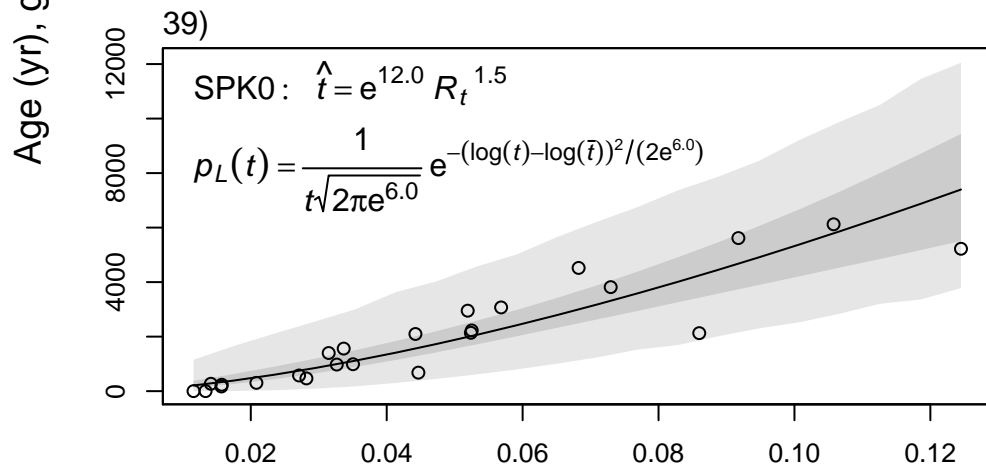 39)
Age (yr), g
12000
8000
4000
0
SPK0 : t̂ = e^12.0 R_t^1.5
p_L(t) = 1 / (t√(2πe^6.0)) e^−(log(t)−log(t̄))²/(2e^6.0)
0.02 0.04 0.06 0.08 0.10 0.12